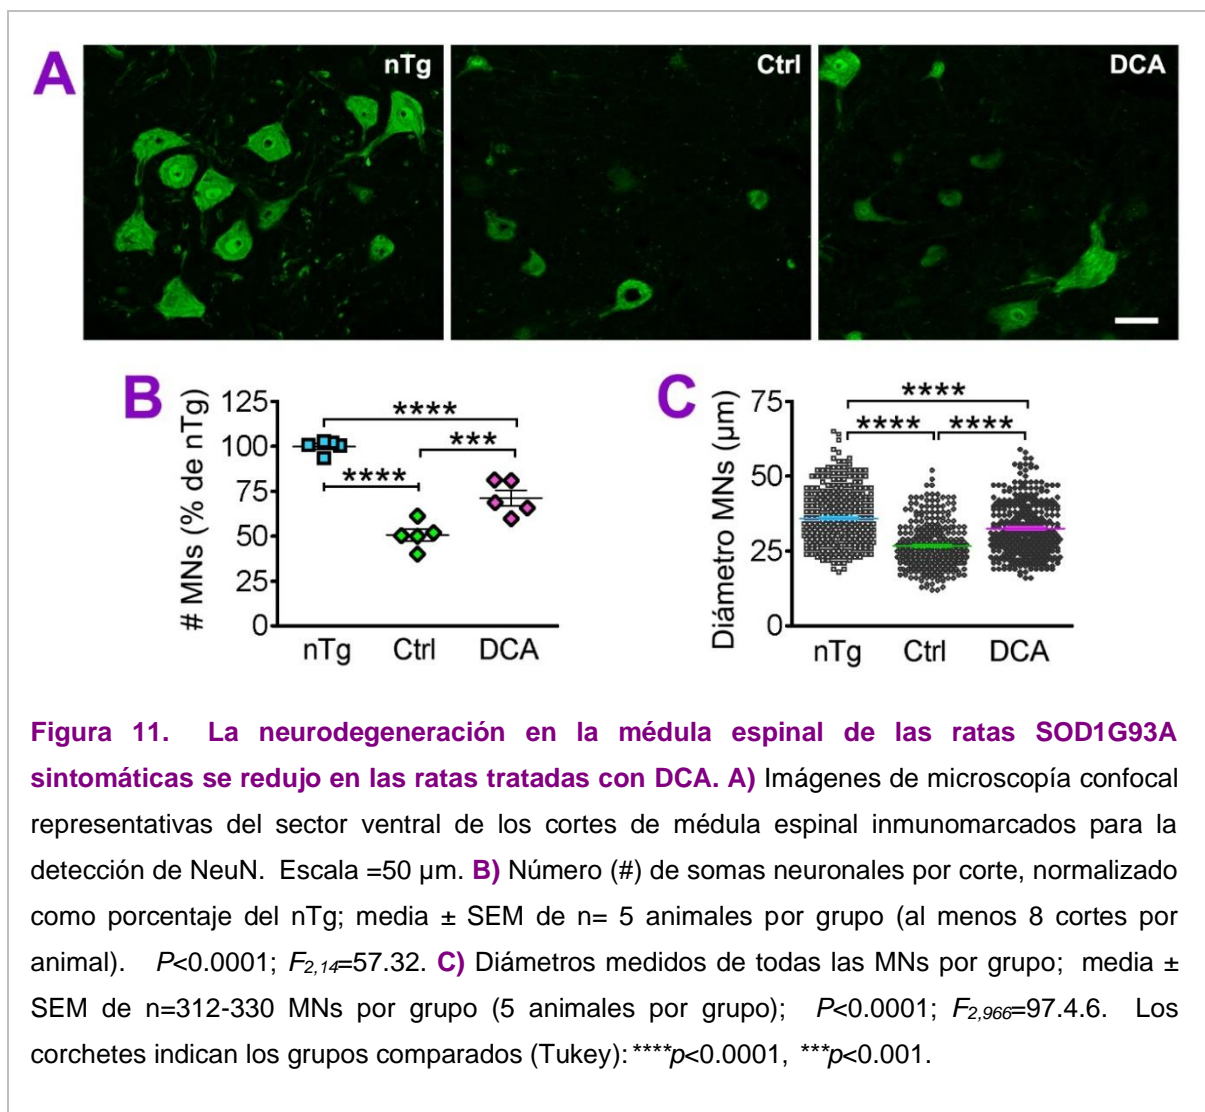 A
nTg
Ctrl
DCA
B
# MNs (% de nTg)
125
100
75
50
25
0
****
***
****
nTg
Ctrl
DCA
C
Diámetro MNs (µm)
75
50
25
0
****
****
****
nTg
Ctrl
DCA
Figura 11. La neurodegeneración en la médula espinal de las ratas SOD1G93A
sintomáticas se redujo en las ratas tratadas con DCA. A) Imágenes de microscopía confocal
representativas del sector ventral de los cortes de médula espinal inmunomarcados para la
detección de NeuN. Escala =50 µm. B) Número (#) de somas neuronales por corte, normalizado
como porcentaje del nTg; media ± SEM de n= 5 animales por grupo (al menos 8 cortes por
animal). P<0.0001; F2,14=57.32. C) Diámetros medidos de todas las MNs por grupo; media ±
SEM de n=312-330 MNs por grupo (5 animales por grupo); P<0.0001; F2,966=97.4.6. Los
corchetes indican los grupos comparados (Tukey): ****p<0.0001, ***p<0.001.